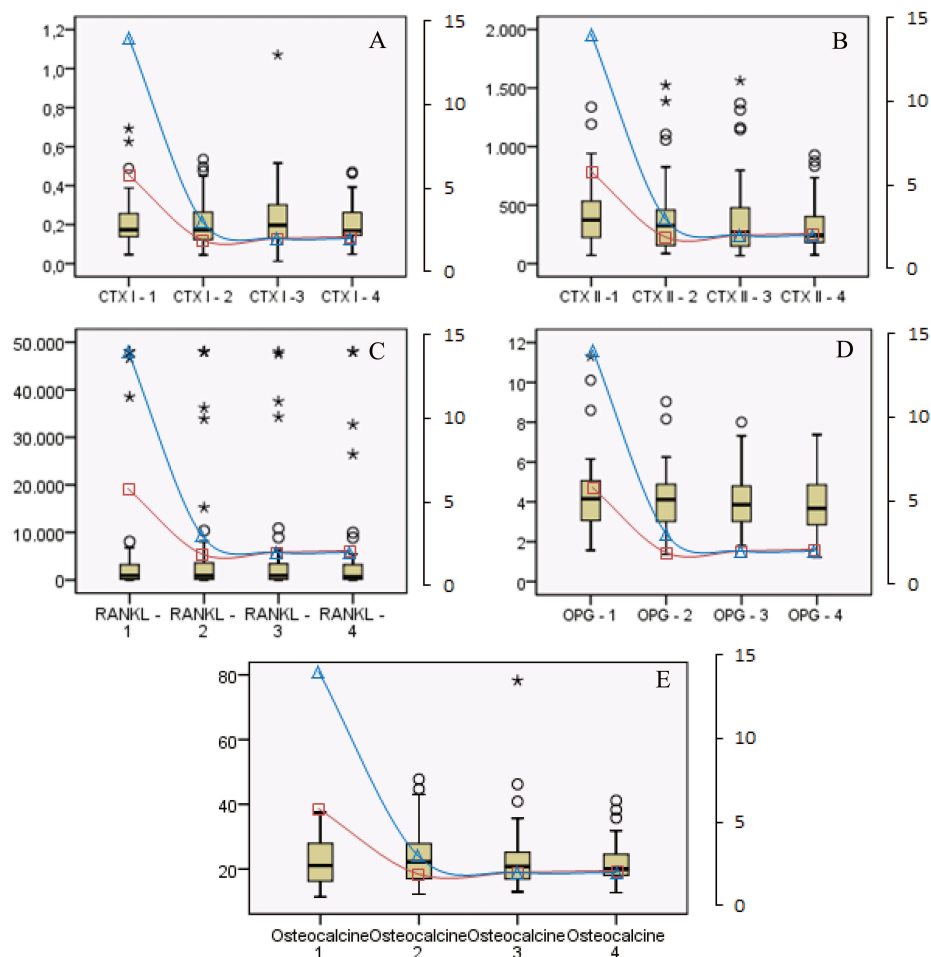 A
1,2
1,0
0,8
0,6
0,4
0,2
0,0
15
10
5
0
CTX I - 1
CTX I - 2
CTX I -3
CTX I - 4
B
2.000
1.500
1.000
500
0
15
10
5
0
CTX II -1
CTX II - 2
CTX II - 3
CTX II - 4
C
50.000
40.000
30.000
20.000
10.000
0
15
10
5
0
RANKL - 1
RANKL - 2
RANKL - 3
RANKL - 4
D
12
10
8
6
4
2
0
15
10
5
0
OPG - 1
OPG - 2
OPG - 3
OPG - 4
E
80
60
40
20
15
10
5
0
Osteocalcine 1
Osteocalcine 2
Osteocalcine 3
Osteocalcine 4